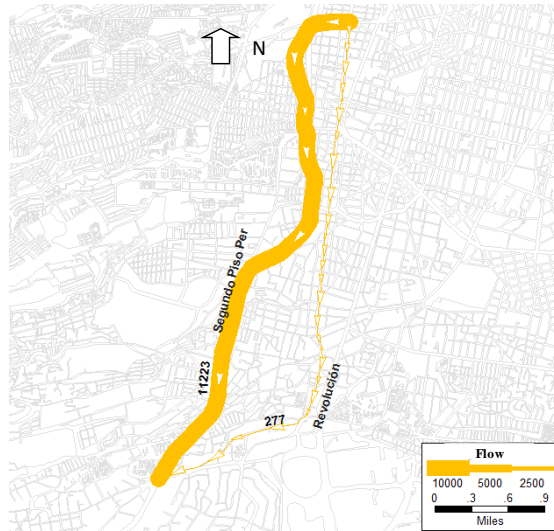 N
Segundo Piso Per
11223
277
Revolución
Flow
10000 5000 2500
0 .3 .6 .9
Miles